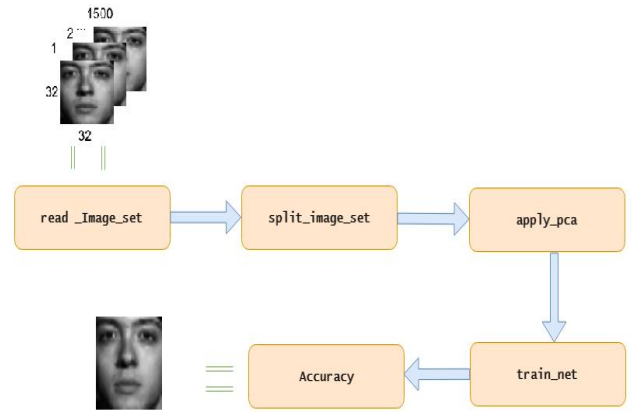 1500
2 ...
1
32
32
read _Image_set
split_image_set
apply_pca
Accuracy
train_net